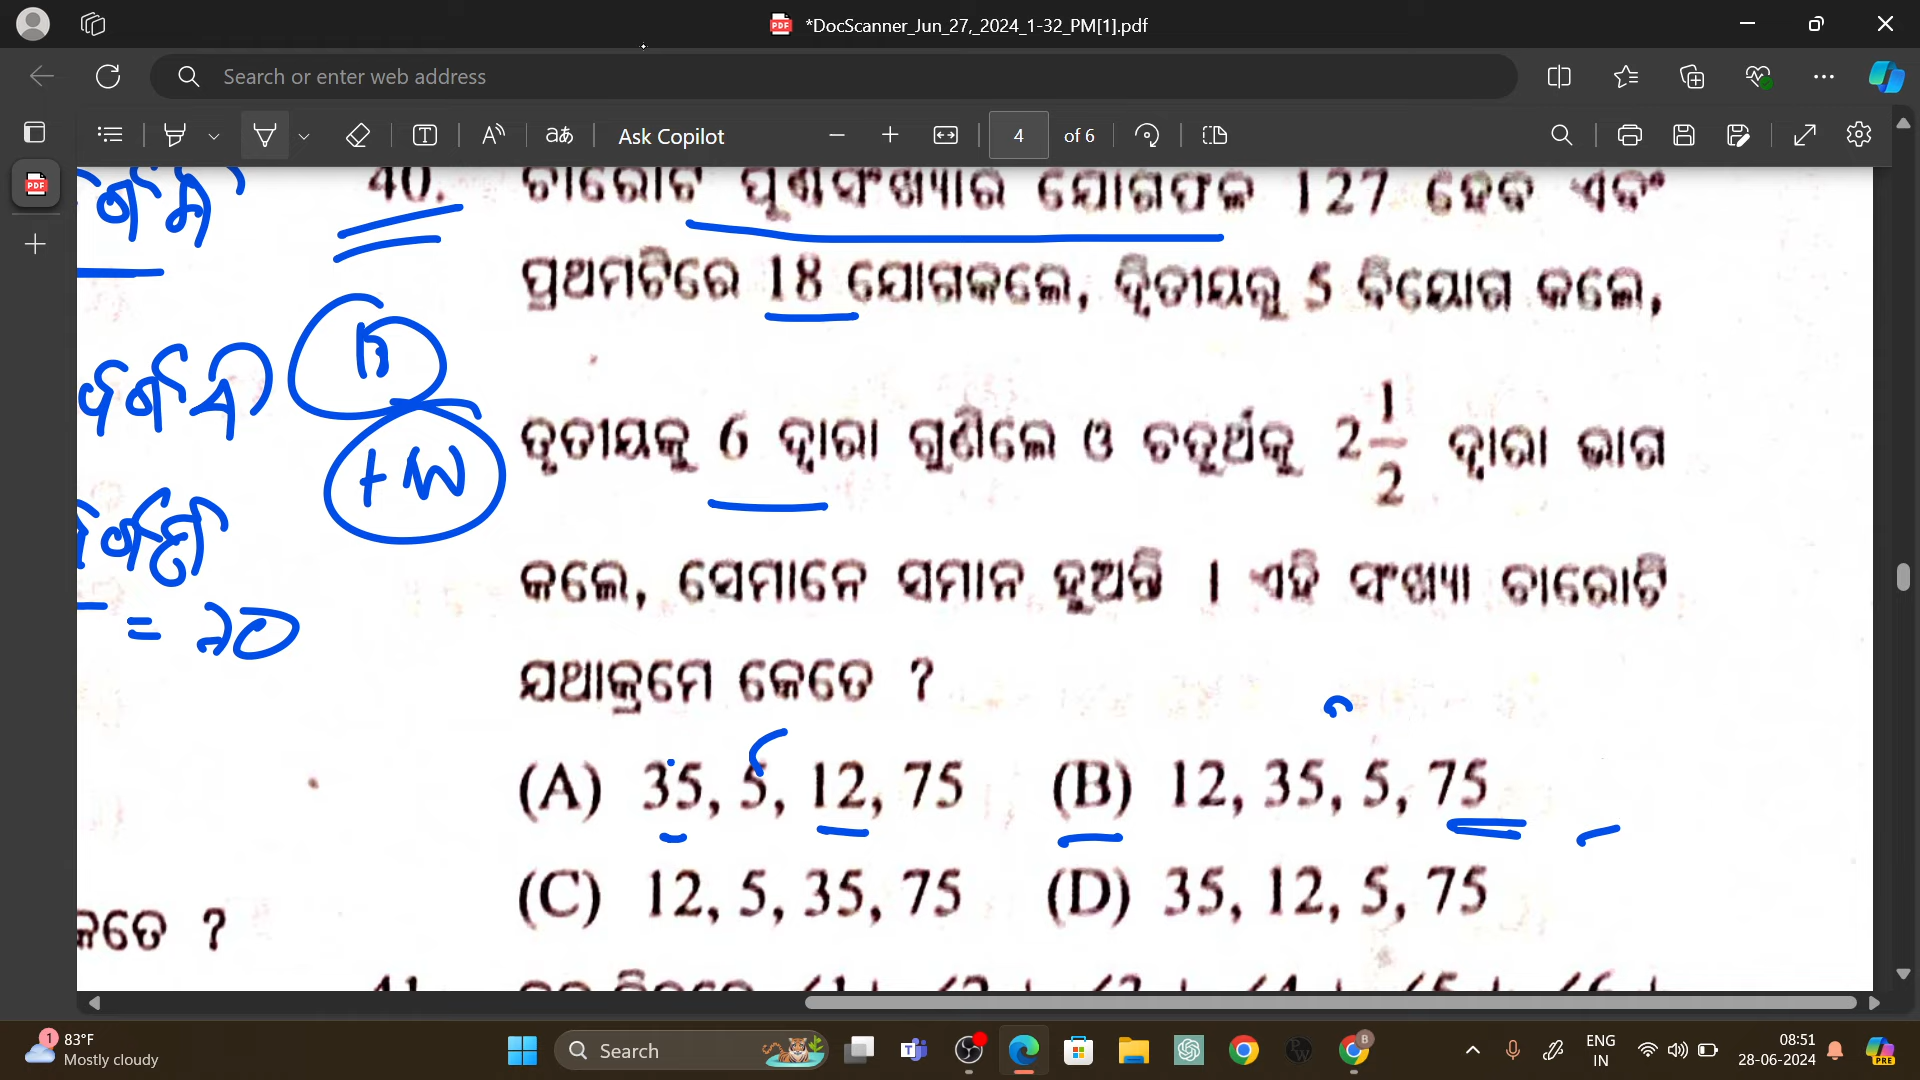 *DocScanner_Jun_27,_2024_1-32_PM[1].pdf
Search or enter web address
Ask Copilot
4 of 6
40. ଚାରୋଟି ପୂର୍ଣ୍ଣସଂଖ୍ୟାର ଯୋଗଫଳ 127 ହେବ ଏବଂ
ପ୍ରଥମଟିରେ 18 ଯୋଗକଲେ, ଦ୍ଵିତୀୟରୁ 5 ବିୟୋଗ କଲେ,
ତୃତୀୟକୁ 6 ଦ୍ଵାରା ଗୁଣିଲେ ଓ ଚତୁର୍ଥକୁ 2 1/2 ଦ୍ଵାରା ଭାଗ
କଲେ, ସେମାନେ ସମାନ ହୁଅନ୍ତି । ଏହି ସଂଖ୍ୟା ଚାରୋଟି
ଯଥାକ୍ରମେ କେତେ ?
(A) 35, 5, 12, 75 (B) 12, 35, 5, 75
(C) 12, 5, 35, 75 (D) 35, 12, 5, 75
କେତେ ?
41.
83°F
Mostly cloudy
Search
ENG
IN
08:51
28-06-2024